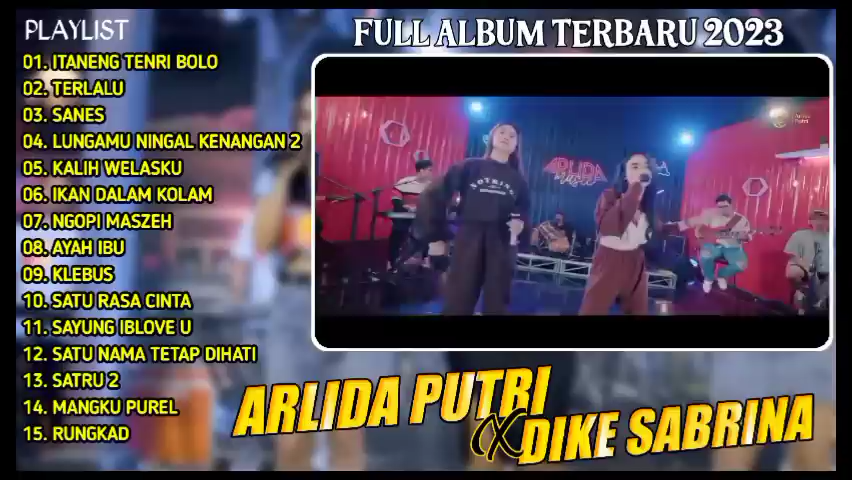 PLAYLIST
01. ITANENG TENRI BOLO
02. TERLALU
03. SANES
04. LUNGAMU NINGAL KENANGAN 2
05. KALIH WELASKU
06. IKAN DALAM KOLAM
07. NGOPI MASZEH
08. AYAH IBU
09. KLEBUS
10. SATU RASA CINTA
11. SAYUNG IBLOVE U
12. SATU NAMA TETAP DIHATI
13. SATRU 2
14. MANGKU PUREL
15. RUNGKAD
FULL ALBUM TERBARU 2023
ARLIDA
MUSIC
NOTHING
ARLIDA PUTRI
X DIKE SABRINA